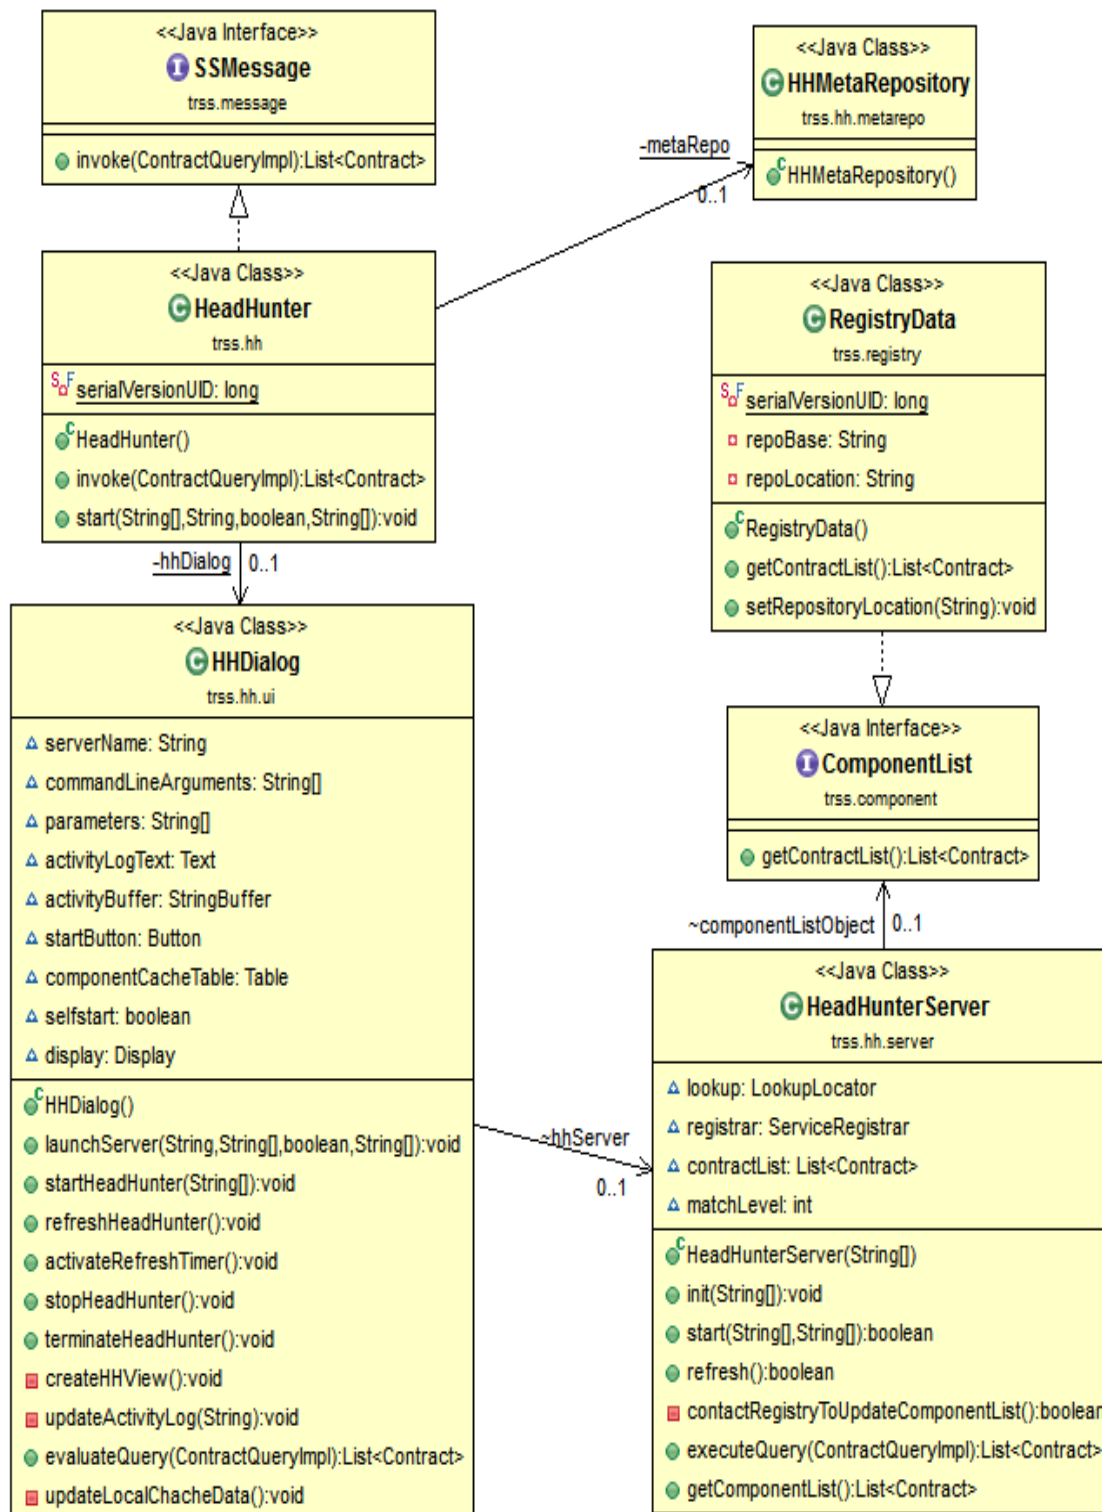 <<Java Interface>>
SSMessage
trss.message
invoke(ContractQueryImpl):List<Contract>
<<Java Class>>
HHMetaRepository
trss.hh.metarepo
HHMetaRepository()
-metaRepo
0..1
<<Java Class>>
HeadHunter
trss.hh
serialVersionUID: long
HeadHunter()
invoke(ContractQueryImpl):List<Contract>
start(String[],String,boolean,String[]):void
-hhDialog
0..1
<<Java Class>>
RegistryData
trss.registry
serialVersionUID: long
repoBase: String
repoLocation: String
RegistryData()
getContractList():List<Contract>
setRepositoryLocation(String):void
<<Java Class>>
HHDialog
trss.hh.ui
serverName: String
commandLineArguments: String[]
parameters: String[]
activityLogText: Text
activityBuffer: StringBuffer
startButton: Button
componentCacheTable: Table
selfstart: boolean
display: Display
HHDialog()
launchServer(String,String[],boolean,String[]):void
startHeadHunter(String[]):void
refreshHeadHunter():void
activateRefreshTimer():void
stopHeadHunter():void
terminateHeadHunter():void
createHHView():void
updateActivityLog(String):void
evaluateQuery(ContractQueryImpl):List<Contract>
updateLocalChacheData():void
<<Java Interface>>
ComponentList
trss.component
getContractList():List<Contract>
~componentListObject
0..1
~hhServer
0..1
<<Java Class>>
HeadHunterServer
trss.hh.server
lookup: LookupLocator
registrar: ServiceRegistrar
contractList: List<Contract>
matchLevel: int
HeadHunterServer(String[])
init(String[]):void
start(String[],String[]):boolean
refresh():boolean
contactRegistryToUpdateComponentList():boolean
executeQuery(ContractQueryImpl):List<Contract>
getComponentList():List<Contract>